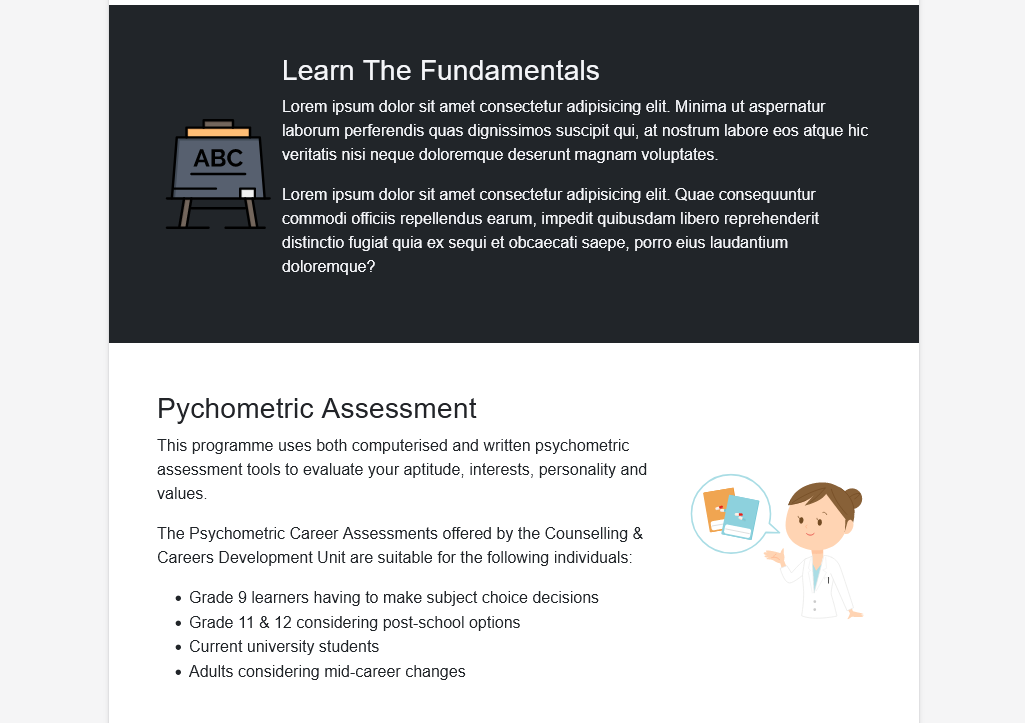 Learn The Fundamentals
Lorem ipsum dolor sit amet consectetur adipisicing elit. Minima ut aspernatur
laborum perferendis quas dignissimos suscipit qui, at nostrum labore eos atque hic
veritatis nisi neque doloremque deserunt magnam voluptates.
ABC
Lorem ipsum dolor sit amet consectetur adipisicing elit. Quae consequuntur
commodi officiis repellendus earum, impedit quibusdam libero reprehenderit
distinctio fugiat quia ex sequi et obcaecati saepe, porro eius laudantium
doloremque?
Pychometric Assessment
This programme uses both computerised and written psychometric
assessment tools to evaluate your aptitude, interests, personality and
values.
The Psychometric Career Assessments offered by the Counselling &
Careers Development Unit are suitable for the following individuals:
• Grade 9 learners having to make subject choice decisions
• Grade 11 & 12 considering post-school options
• Current university students
• Adults considering mid-career changes